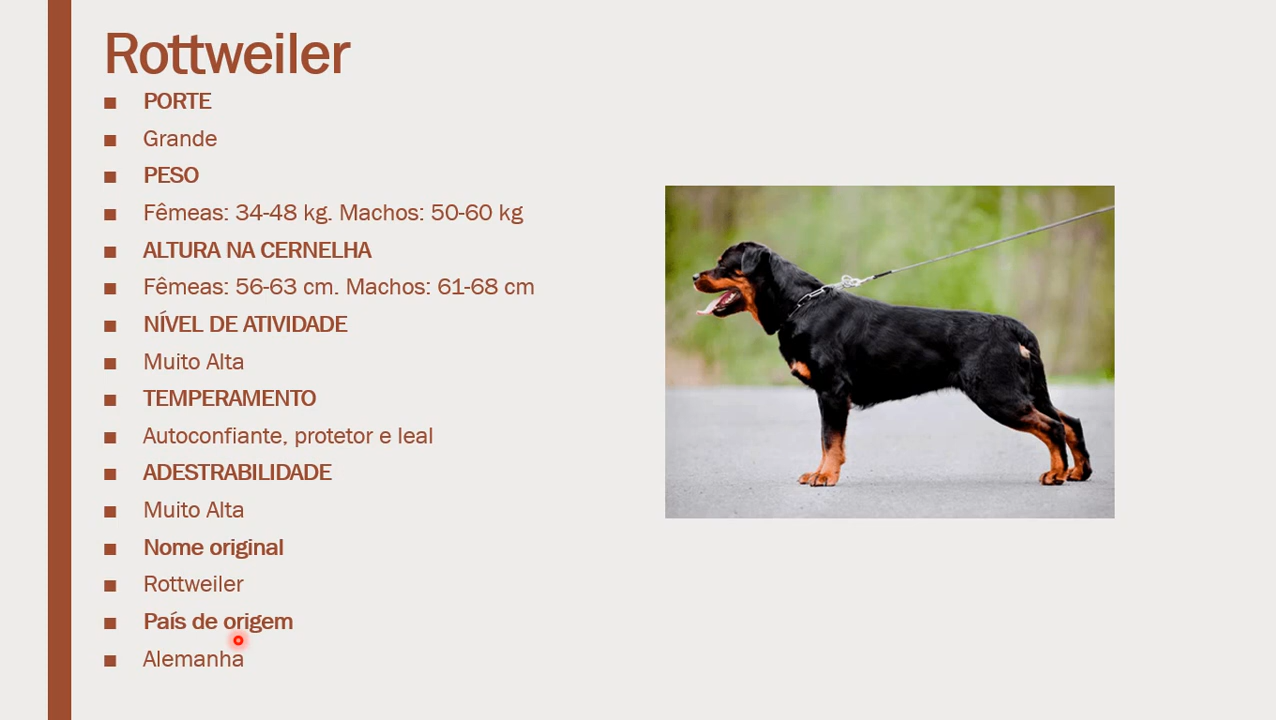 Rottweiler
PORTE
Grande
PESO
Fêmeas: 34-48 kg. Machos: 50-60 kg
ALTURA NA CERNELHA
Fêmeas: 56-63 cm. Machos: 61-68 cm
NÍVEL DE ATIVIDADE
Muito Alta
TEMPERAMENTO
Autoconfiante, protetor e leal
ADESTRABILIDADE
Muito Alta
Nome original
Rottweiler
País de origem
Alemanha